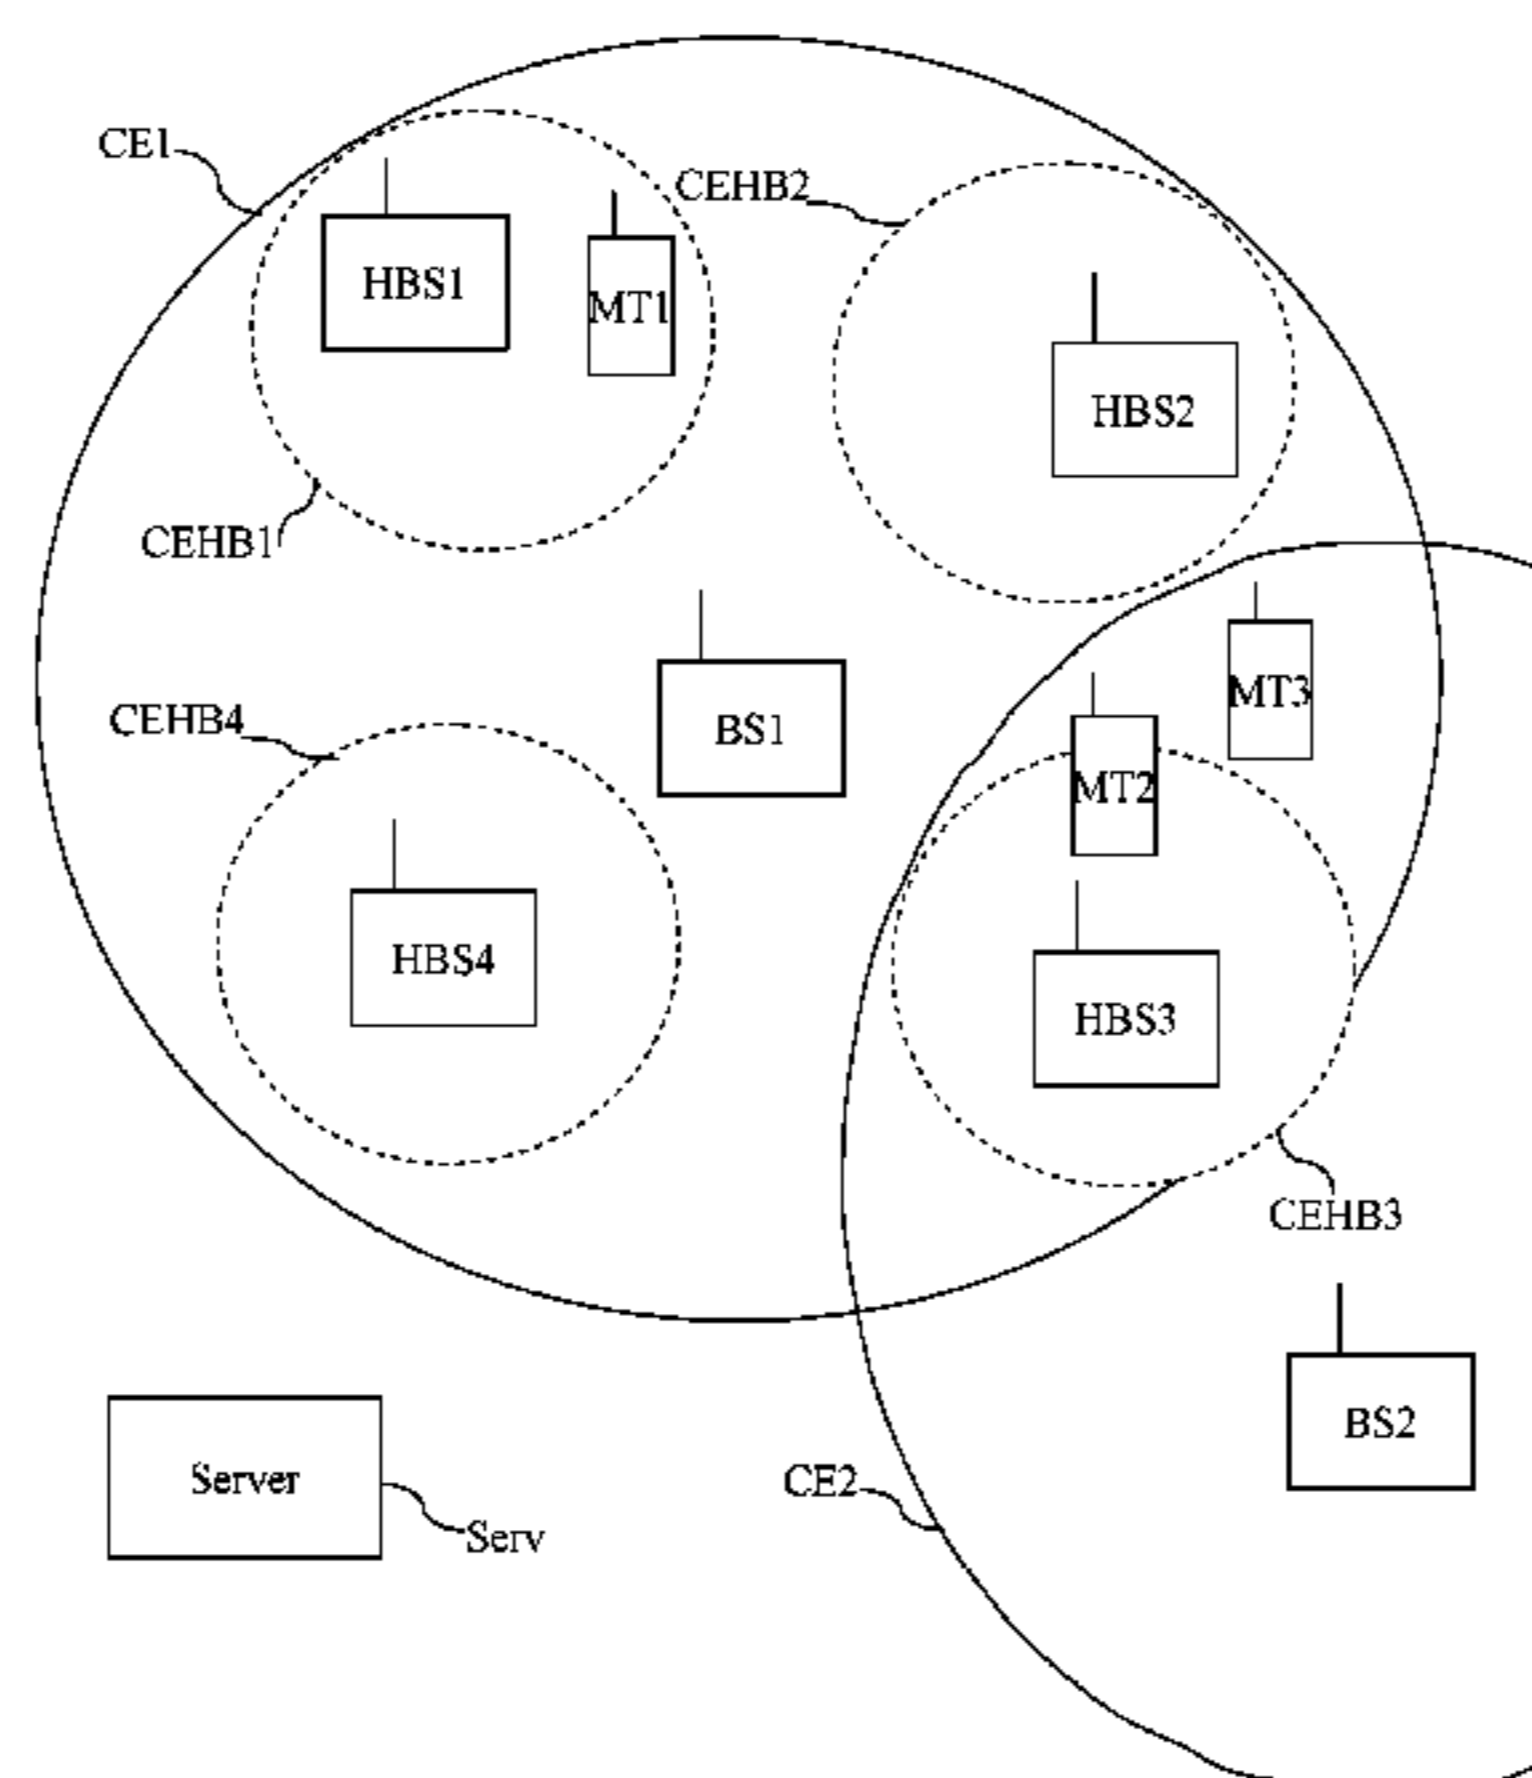 CE1
CEHB2
HBS1
MT1
HBS2
CEHB1
MT3
CEHB4
BS1
MT2
HBS4
HBS3
CEHB3
BS2
Server
CE2
Serv